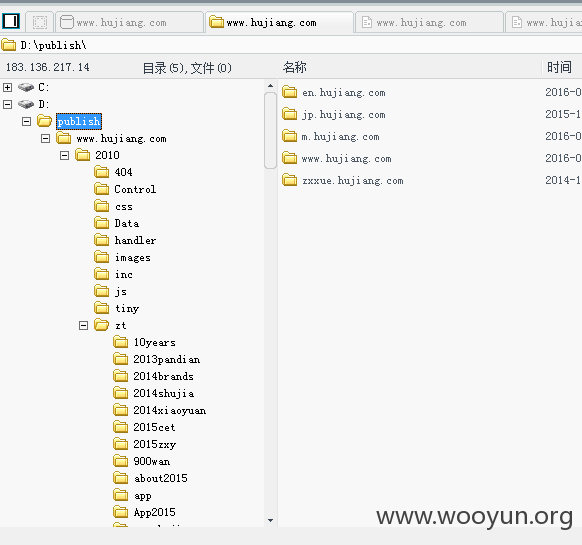 www.hujiang.com
www.hujiang.com
www.hujiang.com
www.hujiang
D:\publish\
183.136.217.14
目录(5),文件(0)
名称
时间
C:
D:
publish
www.hujiang.com
2010
404
Control
css
Data
handler
images
inc
js
tiny
zt
10years
2013pandian
2014brands
2014shujia
2014xiaoyuan
2015cet
2015zxy
900wan
about2015
app
App2015
en.hujiang.com
2016-0
jp.hujiang.com
2015-1
m.hujiang.com
2016-0
www.hujiang.com
2016-0
zxxue.hujiang.com
2014-1
www.wooyun.org